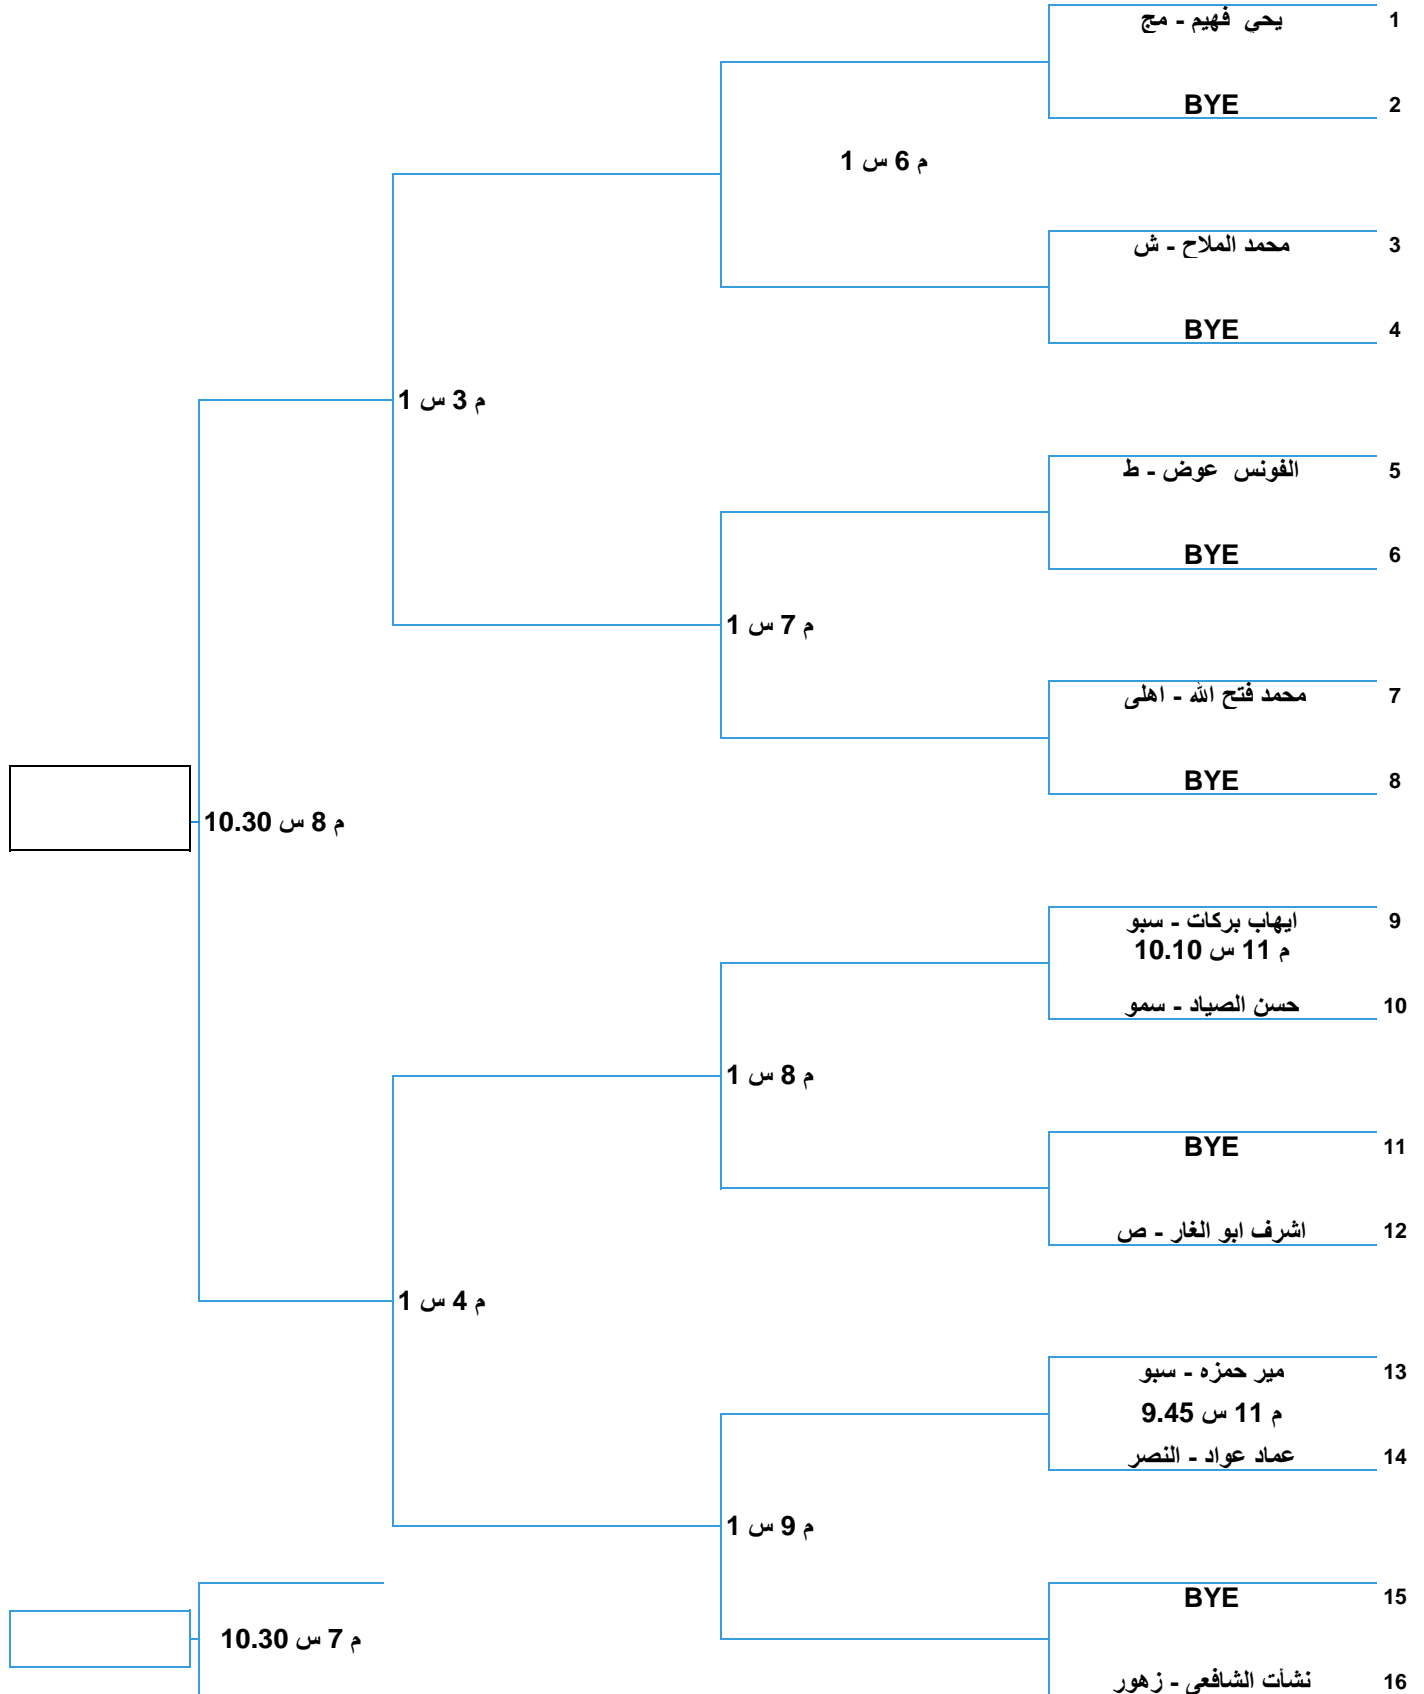 1 يحي فهيم - مج
2 BYE
م 6 س 1
3 محمد الملاح - ش
4 BYE
م 3 س 1
5 الفونس عوض - ط
6 BYE
م 7 س 1
7 محمد فتح الله - اهلى
8 BYE
م 8 س 10.30
9 ايهاب بركات - سبو
م 11 س 10.10
10 حسن الصياد - سمو
م 8 س 1
11 BYE
12 اشرف ابو الغار - ص
م 4 س 1
13 مير حمزه - سبو
م 11 س 9.45
14 عماد عواد - النصر
م 9 س 1
15 BYE
م 7 س 10.30
16 نشأت الشافعى - زهور